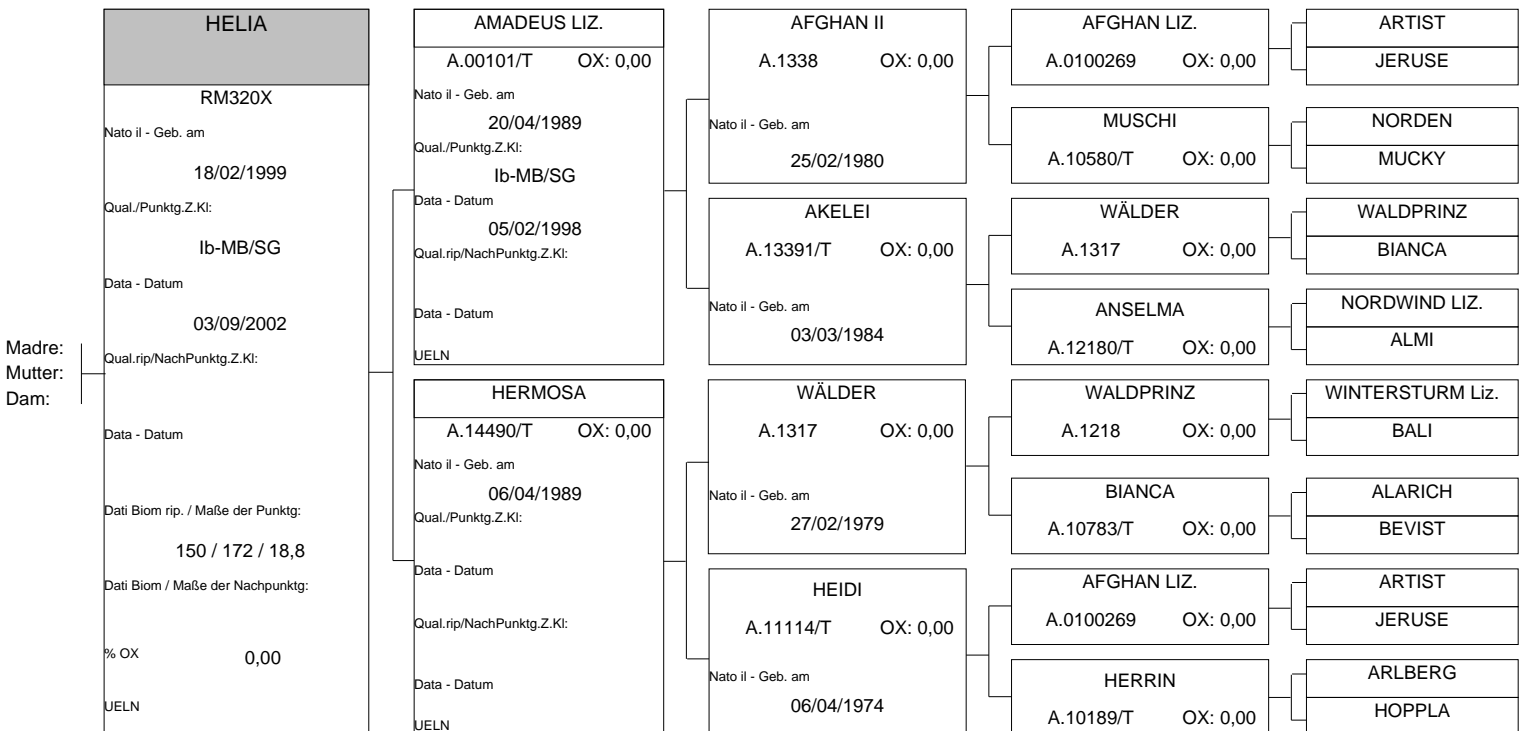 Madre:
Mutter:
Dam:
HELIA
RM320X
Nato il - Geb. am
18/02/1999
Qual./Punktg.Z.Kl:
Ib-MB/SG
Data - Datum
03/09/2002
Qual.rip/NachPunktg.Z.Kl:
Data - Datum
Dati Biom rip. / Maße der Punktg:
150 / 172 / 18,8
Dati Biom / Maße der Nachpunktg:
% OX 0,00
UELN
AMADEUS LIZ.
A.00101/T OX: 0,00
Nato il - Geb. am
20/04/1989
Qual./Punktg.Z.Kl:
Ib-MB/SG
Data - Datum
05/02/1998
Qual.rip/NachPunktg.Z.Kl:
Data - Datum
UELN
HERMOSA
A.14490/T OX: 0,00
Nato il - Geb. am
06/04/1989
Qual./Punktg.Z.Kl:
Data - Datum
Qual.rip/NachPunktg.Z.Kl:
Data - Datum
UELN
AFGHAN II
A.1338 OX: 0,00
Nato il - Geb. am
25/02/1980
AKELEI
A.13391/T OX: 0,00
Nato il - Geb. am
03/03/1984
WÄLDER
A.1317 OX: 0,00
Nato il - Geb. am
27/02/1979
HEIDI
A.11114/T OX: 0,00
Nato il - Geb. am
06/04/1974
AFGHAN LIZ.
A.0100269 OX: 0,00
MUSCHI
A.10580/T OX: 0,00
WÄLDER
A.1317 OX: 0,00
ANSELMA
A.12180/T OX: 0,00
WALDPRINZ
A.1218 OX: 0,00
BIANCA
A.10783/T OX: 0,00
AFGHAN LIZ.
A.0100269 OX: 0,00
HERRIN
A.10189/T OX: 0,00
ARTIST
JERUSE
NORDEN
MUCKY
WALDPRINZ
BIANCA
NORDWIND LIZ.
ALMI
WINTERSTURM Liz.
BALI
ALARICH
BEVIST
ARTIST
JERUSE
ARLBERG
HOPPLA